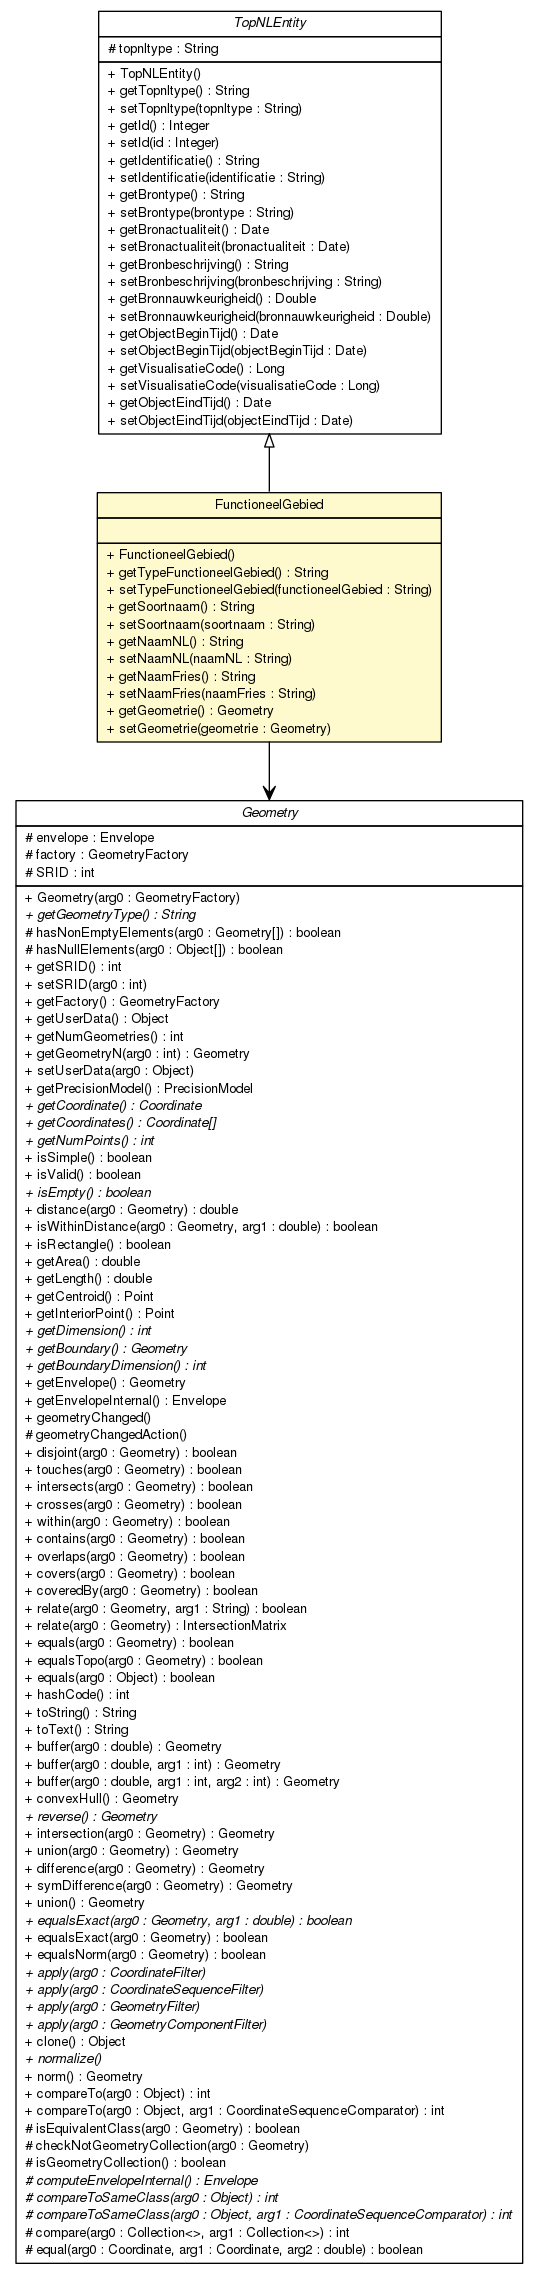 TopNLEntity
# topnltype : String
+ TopNLEntity()
+ getTopnltype() : String
+ setTopnltype(topnltype : String)
+ getId() : Integer
+ setId(id : Integer)
+ getIdentificatie() : String
+ setIdentificatie(identificatie : String)
+ getBrontype() : String
+ setBrontype(brontype : String)
+ getBronactualiteit() : Date
+ setBronactualiteit(bronactualiteit : Date)
+ getBronbeschrijving() : String
+ setBronbeschrijving(bronbeschrijving : String)
+ getBronnauwkeurigheid() : Double
+ setBronnauwkeurigheid(bronnauwkeurigheid : Double)
+ getObjectBeginTijd() : Date
+ setObjectBeginTijd(objectBeginTijd : Date)
+ getVisualisatieCode() : Long
+ setVisualisatieCode(visualisatieCode : Long)
+ getObjectEindTijd() : Date
+ setObjectEindTijd(objectEindTijd : Date)
FunctioneelGebied
+ FunctioneelGebied()
+ getTypeFunctioneelGebied() : String
+ setTypeFunctioneelGebied(functioneelGebied : String)
+ getSoortnaam() : String
+ setSoortnaam(soortnaam : String)
+ getNaamNL() : String
+ setNaamNL(naamNL : String)
+ getNaamFries() : String
+ setNaamFries(naamFries : String)
+ getGeometrie() : Geometry
+ setGeometrie(geometrie : Geometry)
Geometry
# envelope : Envelope
# factory : GeometryFactory
# SRID : int
+ Geometry(arg0 : GeometryFactory)
+ getGeometryType() : String
# hasNonEmptyElements(arg0 : Geometry[]) : boolean
# hasNullElements(arg0 : Object[]) : boolean
+ getSRID() : int
+ setSRID(arg0 : int)
+ getFactory() : GeometryFactory
+ getUserData() : Object
+ getNumGeometries() : int
+ getGeometryN(arg0 : int) : Geometry
+ setUserData(arg0 : Object)
+ getPrecisionModel() : PrecisionModel
+ getCoordinate() : Coordinate
+ getCoordinates() : Coordinate[]
+ getNumPoints() : int
+ isSimple() : boolean
+ isValid() : boolean
+ isEmpty() : boolean
+ distance(arg0 : Geometry) : double
+ isWithinDistance(arg0 : Geometry, arg1 : double) : boolean
+ isRectangle() : boolean
+ getArea() : double
+ getLength() : double
+ getCentroid() : Point
+ getInteriorPoint() : Point
+ getDimension() : int
+ getBoundary() : Geometry
+ getBoundaryDimension() : int
+ getEnvelope() : Geometry
+ getEnvelopeInternal() : Envelope
+ geometryChanged()
# geometryChangedAction()
+ disjoint(arg0 : Geometry) : boolean
+ touches(arg0 : Geometry) : boolean
+ intersects(arg0 : Geometry) : boolean
+ crosses(arg0 : Geometry) : boolean
+ within(arg0 : Geometry) : boolean
+ contains(arg0 : Geometry) : boolean
+ overlaps(arg0 : Geometry) : boolean
+ covers(arg0 : Geometry) : boolean
+ coveredBy(arg0 : Geometry) : boolean
+ relate(arg0 : Geometry, arg1 : String) : boolean
+ relate(arg0 : Geometry) : IntersectionMatrix
+ equals(arg0 : Geometry) : boolean
+ equalsTopo(arg0 : Geometry) : boolean
+ equals(arg0 : Object) : boolean
+ hashCode() : int
+ toString() : String
+ toText() : String
+ buffer(arg0 : double) : Geometry
+ buffer(arg0 : double, arg1 : int) : Geometry
+ buffer(arg0 : double, arg1 : int, arg2 : int) : Geometry
+ convexHull() : Geometry
+ reverse() : Geometry
+ intersection(arg0 : Geometry) : Geometry
+ union(arg0 : Geometry) : Geometry
+ difference(arg0 : Geometry) : Geometry
+ symDifference(arg0 : Geometry) : Geometry
+ union() : Geometry
+ equalsExact(arg0 : Geometry, arg1 : double) : boolean
+ equalsExact(arg0 : Geometry) : boolean
+ equalsNorm(arg0 : Geometry) : boolean
+ apply(arg0 : CoordinateFilter)
+ apply(arg0 : CoordinateSequenceFilter)
+ apply(arg0 : GeometryFilter)
+ apply(arg0 : GeometryComponentFilter)
+ clone() : Object
+ normalize()
+ norm() : Geometry
+ compareTo(arg0 : Object) : int
+ compareTo(arg0 : Object, arg1 : CoordinateSequenceComparator) : int
# isEquivalentClass(arg0 : Geometry) : boolean
# checkNotGeometryCollection(arg0 : Geometry)
# isGeometryCollection() : boolean
# computeEnvelopeInternal() : Envelope
# compareToSameClass(arg0 : Object) : int
# compareToSameClass(arg0 : Object, arg1 : CoordinateSequenceComparator) : int
# compare(arg0 : Collection<>, arg1 : Collection<>) : int
# equal(arg0 : Coordinate, arg1 : Coordinate, arg2 : double) : boolean